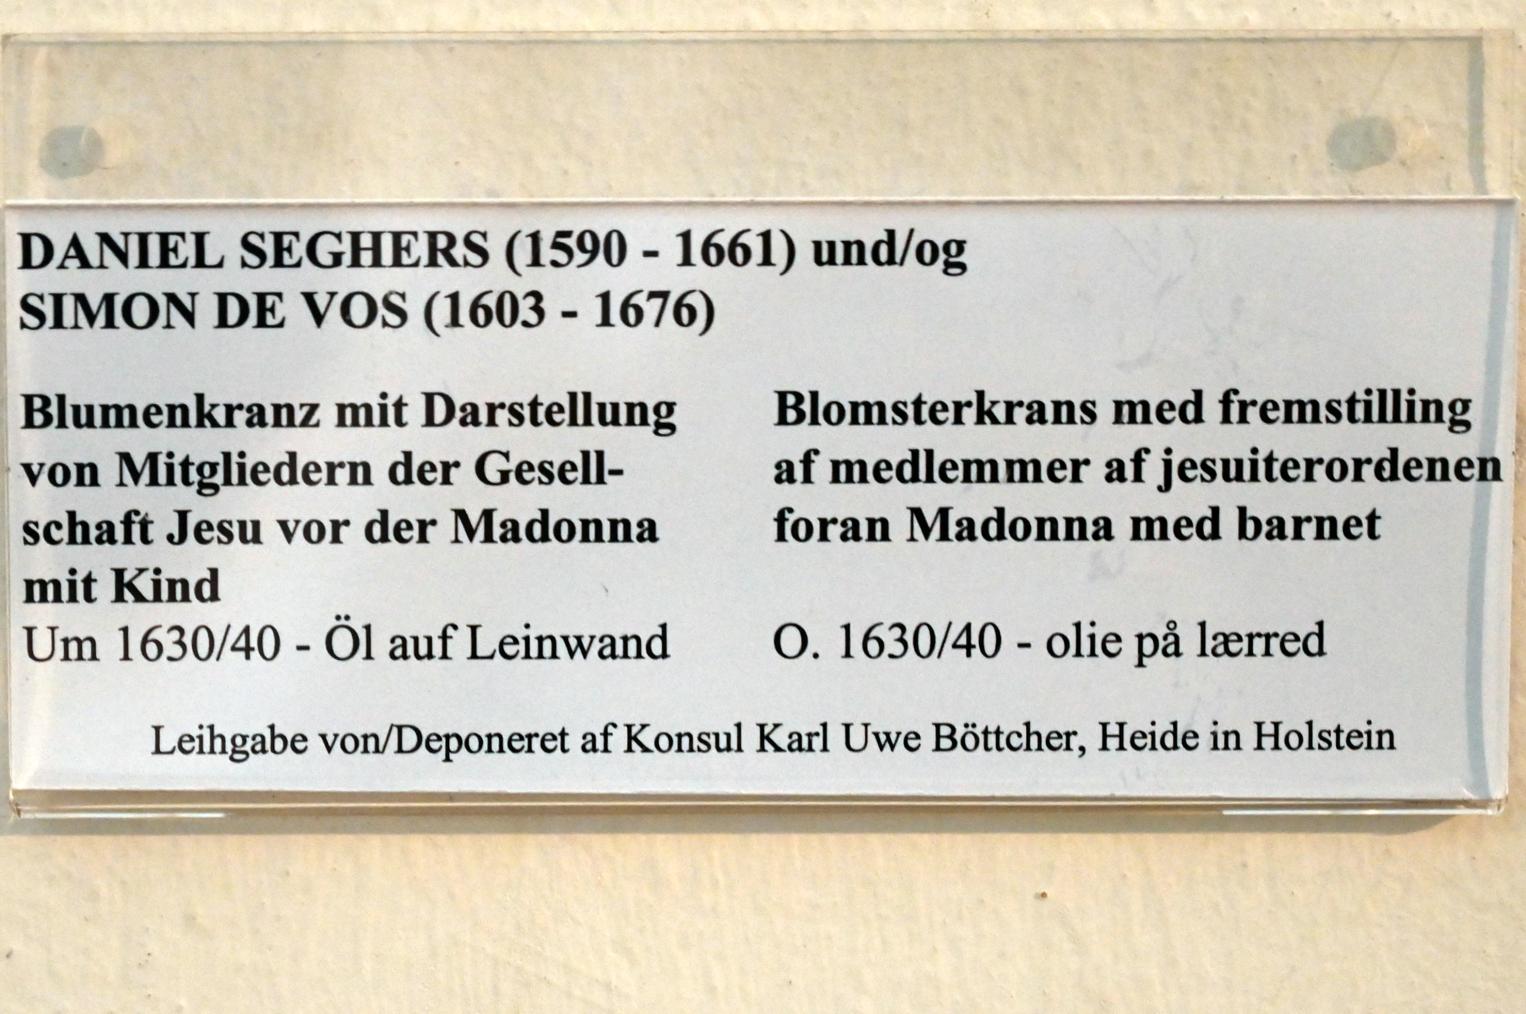 DANIEL SEGHERS (1590 - 1661) und/og
SIMON DE VOS (1603 - 1676)
Blumenkranz mit Darstellung
von Mitgliedern der Gesell-
schaft Jesu vor der Madonna
mit Kind
Um 1630/40 - Öl auf Leinwand
Blomsterkrans med fremstilling
af medlemmer af jesuiterordenen
foran Madonna med barnet
O. 1630/40 - olie på lærred
Leihgabe von/Deponeret af Konsul Karl Uwe Böttcher, Heide in Holstein